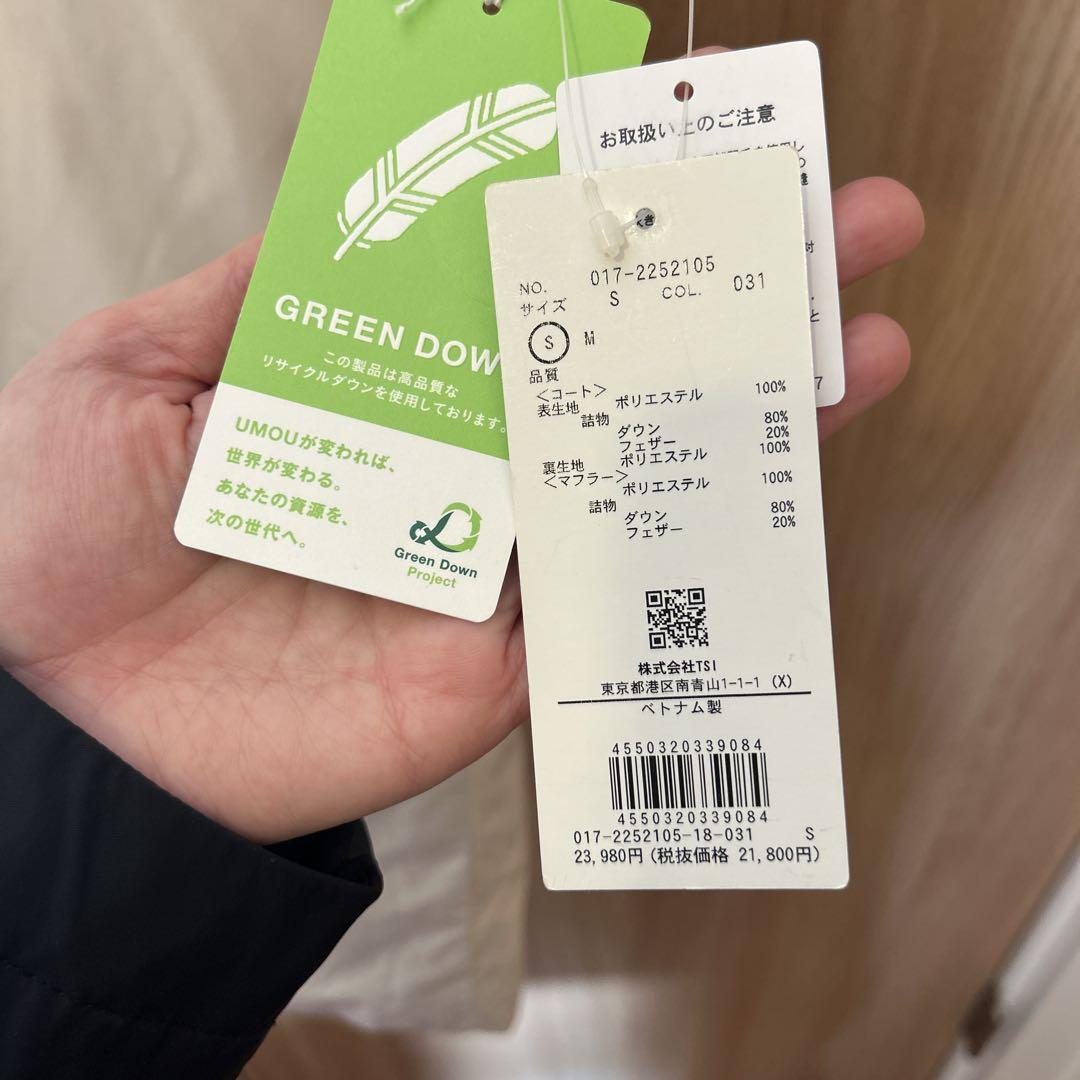 GREEN DOW
この製品は高品質な
リサイクルダウンを使用しております。
UMOUが変われば、
世界が変わる。
あなたの資源を、
次の世代へ。
Green Down
Project
お取扱い上のご注意
NO. 017-2252105
サイズ S COL. 031
S M
品質
<コート>
表生地 ポリエステル 100%
詰物
ダウン 80%
フェザー 20%
裏生地 ポリエステル 100%
<マフラー>
ポリエステル 100%
詰物
ダウン 80%
フェザー 20%
株式会社TSI
東京都港区南青山1-1-1 (X)
ベトナム製
4550320339084
4550320339084
017-2252105-18-031 S
23,980円 (税抜価格 21,800円)